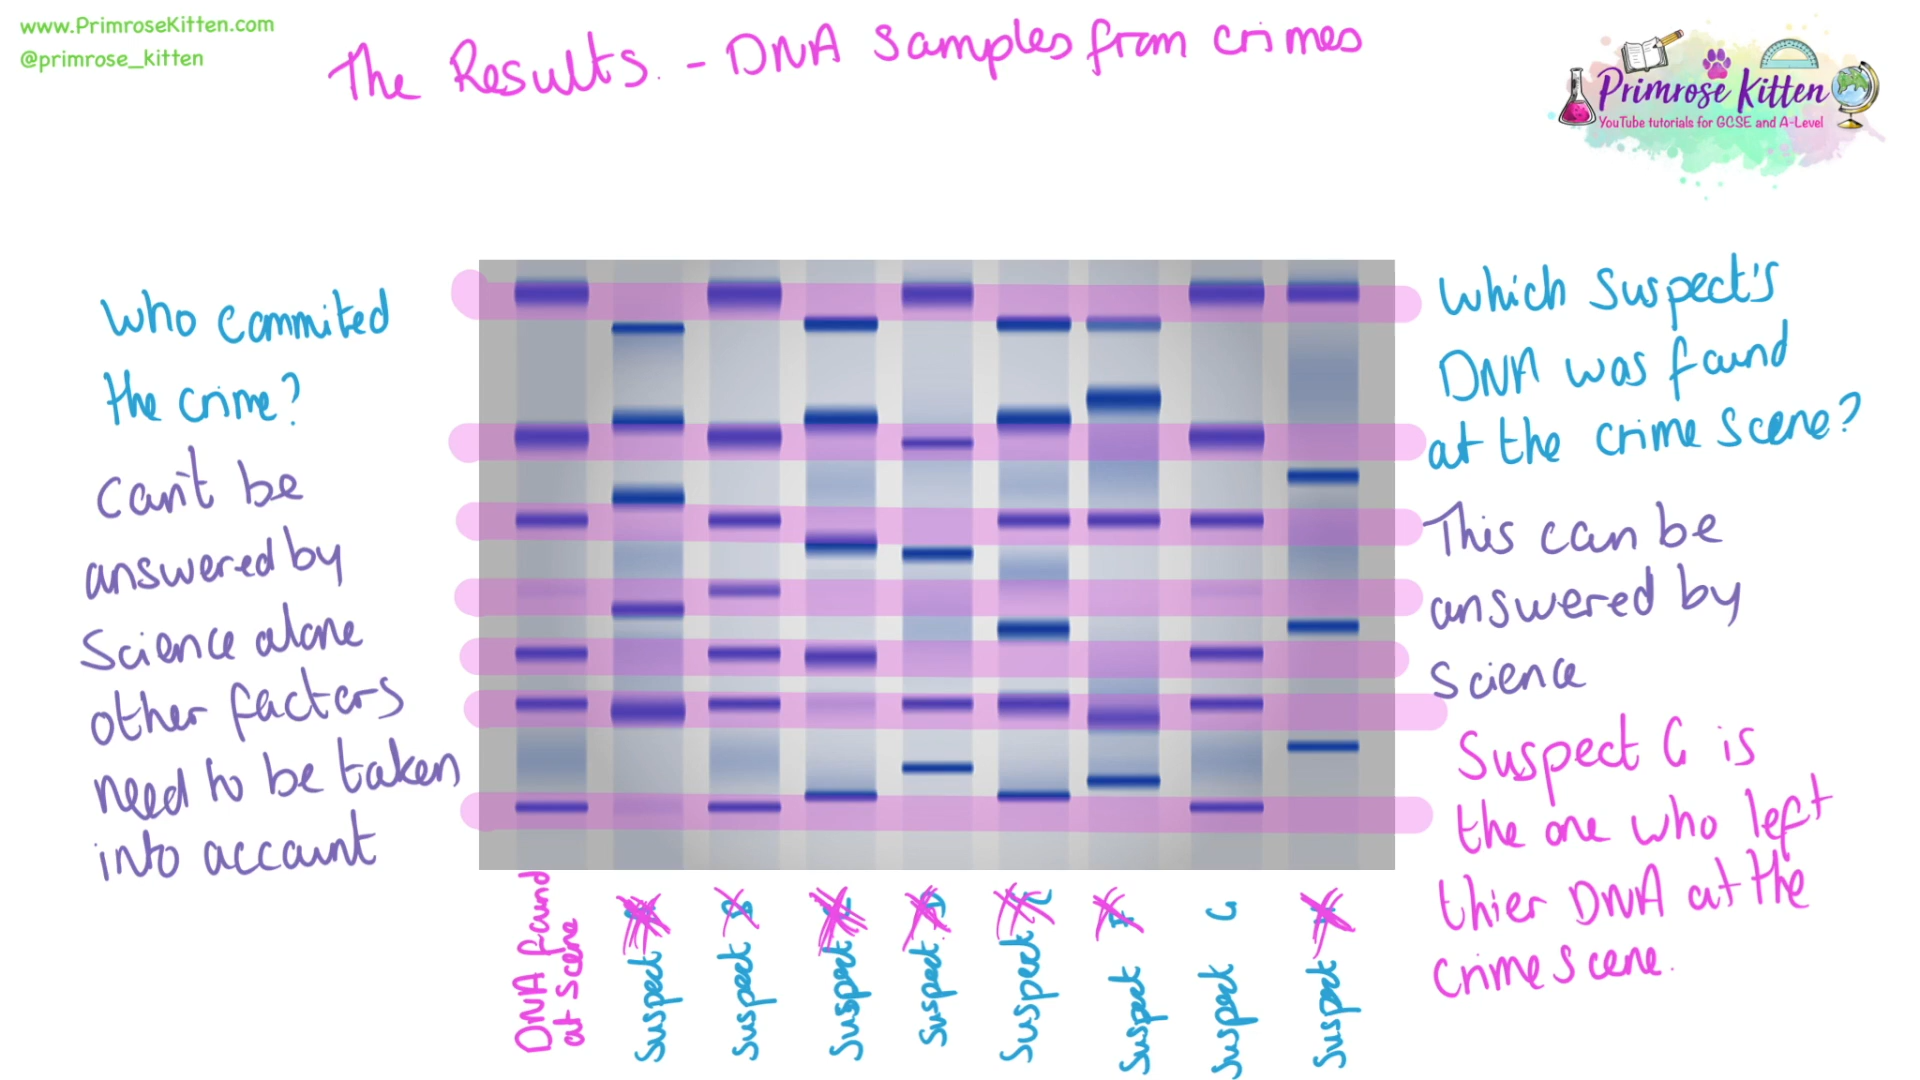 www.PrimroseKitten.com
@primrose_kitten
The Results. - DNA Samples from crimes
Primrose Kitten
YouTube tutorials for GCSE and A-Level
Who commited
the crime?
Can't be
answered by
Science alone
other factors
need to be taken
into account
Which Suspect's
DNA was found
at the crime scene?
This can be
answered by
Science
Suspect G is
the one who left
thier DNA at the
crime scene.
DNA found
at scene
Suspect
Suspect B
Suspect
Suspect D
Suspect
Suspect F
Suspect G
Suspect